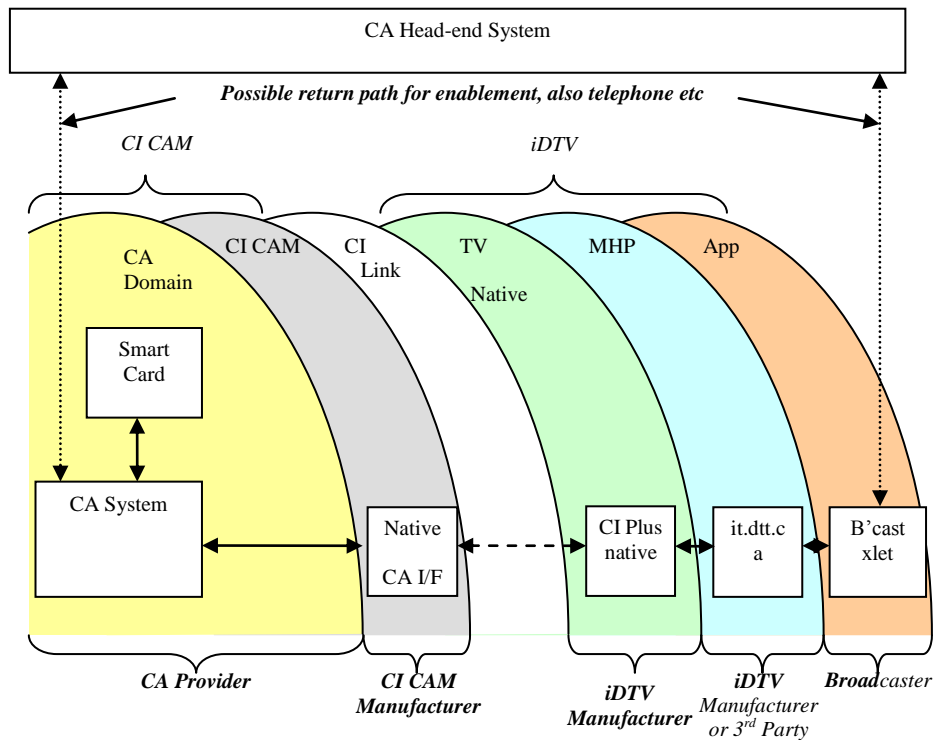 CA Head-end System
Possible return path for enablement, also telephone etc
CI CAM
iDTV
CA
Domain
CI CAM
CI
Link
TV
Native
MHP
App
Smart
Card
CA System
Native
CA I/F
CI Plus
native
it.dtt.c
a
B'cast
xlet
CA Provider
CI CAM
Manufacturer
iDTV
Manufacturer
iDTV
Manufacturer
or 3rd Party
Broadcaster